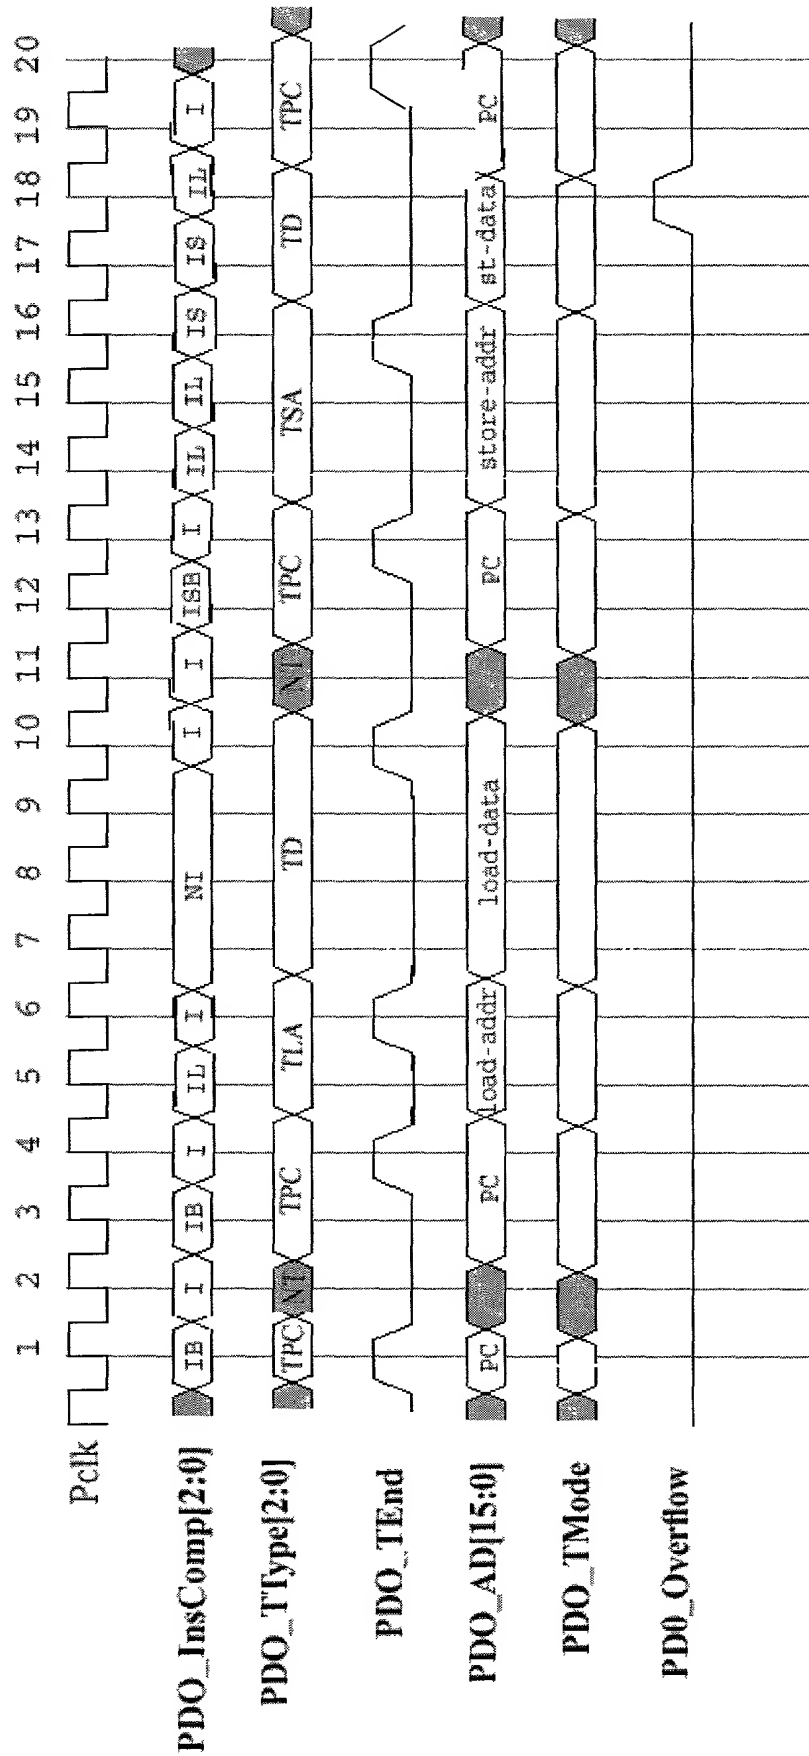 1 2 3 4 5 6 7 8 9 10 11 12 13 14 15 16 17 18 19 20
Pclk
PDO_InsComp[2:0] IB I IB I IL I NI I I ISB I IL IL IS IS IL I
PDO_TType[2:0] TPC NT TPC TLA TD NT TPC TSA TD TPC
PDO_TEnd
PDO_AD[15:0] PC PC load-addr load-data PC store-addr st-data PC
PDO_TMode
PD0_Overflow